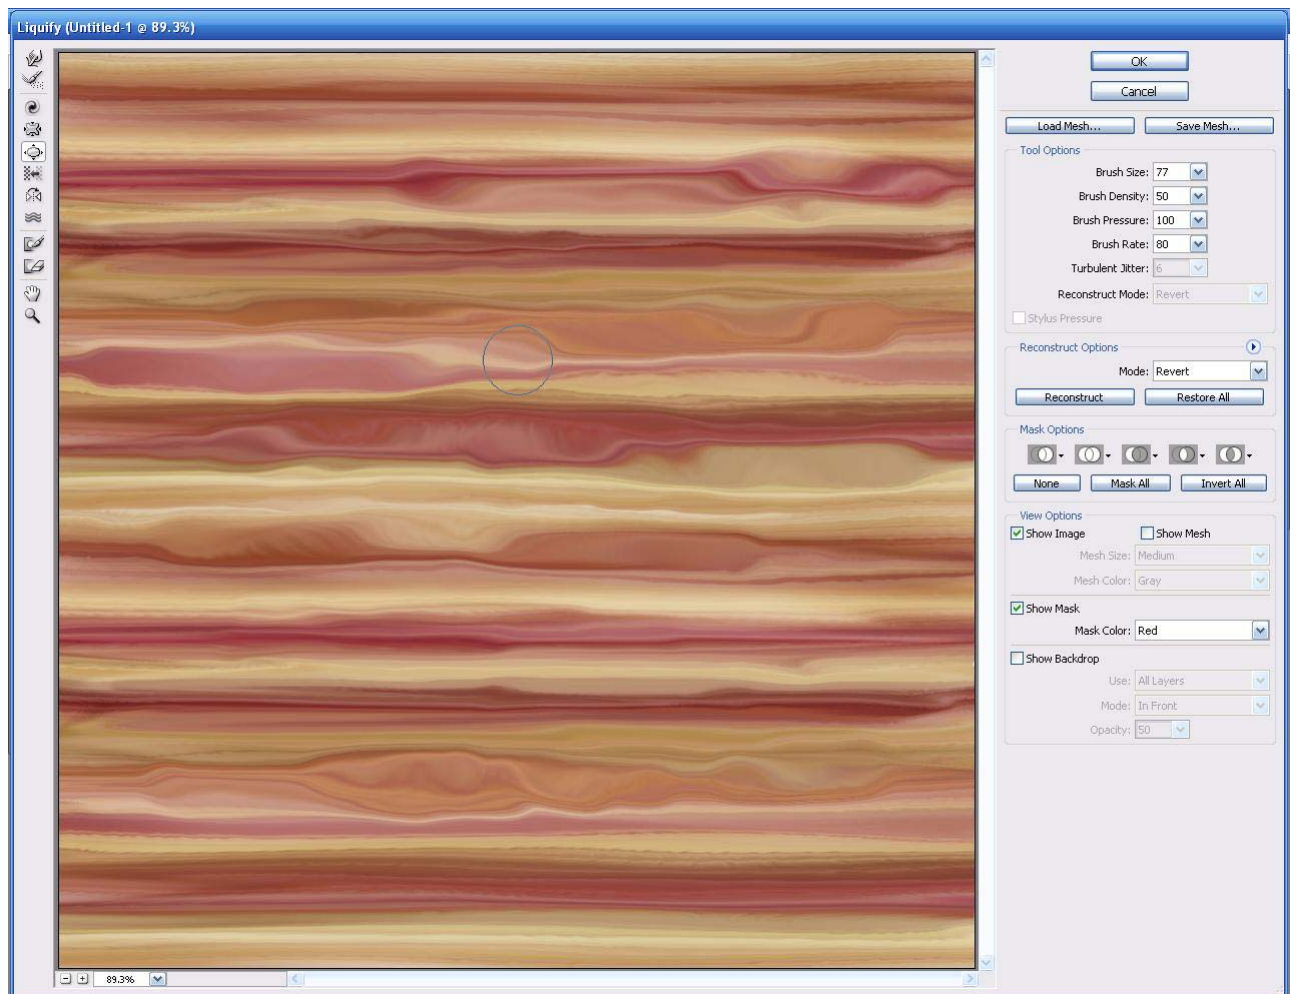 Liquify (Untitled-1 @ 89.3%)
OK
Cancel
Load Mesh... Save Mesh...
Tool Options
Brush Size: 77
Brush Density: 50
Brush Pressure: 100
Brush Rate: 80
Turbulent Jitter: 6
Reconstruct Mode: Revert
Stylus Pressure
Reconstruct Options
Mode: Revert
Reconstruct Restore All
Mask Options
None Mask All Invert All
View Options
Show Image Show Mesh
Mesh Size: Medium
Mesh Color: Gray
Show Mask
Mask Color: Red
Show Backdrop
Use: All Layers
Mode: In Front
Opacity: 50
89.3%